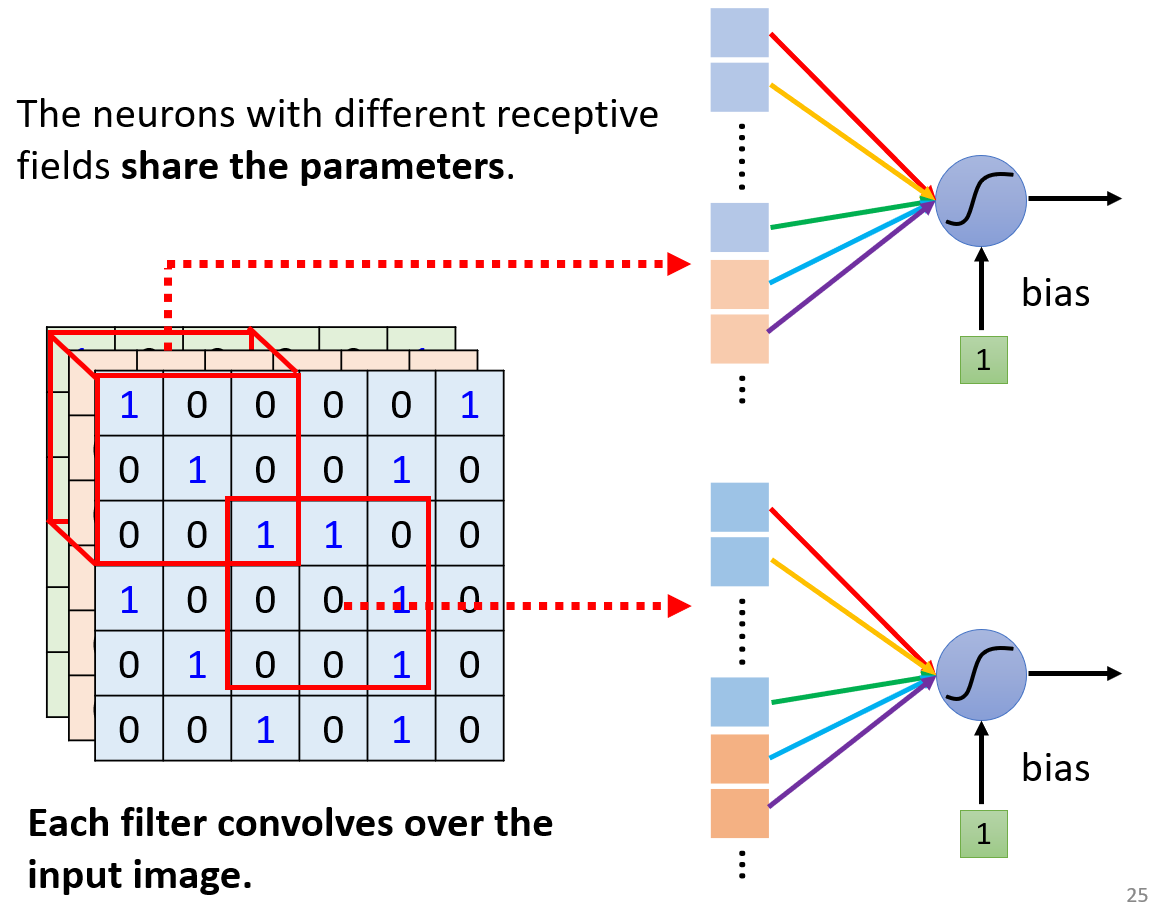 The neurons with different receptive
fields share the parameters.
bias
1
1 0 0 0 0 1
0 1 0 0 1 0
0 0 1 1 0 0
1 0 0 0 1 0
0 1 0 0 1 0
0 0 1 0 1 0
bias
1
Each filter convolves over the
input image.
25